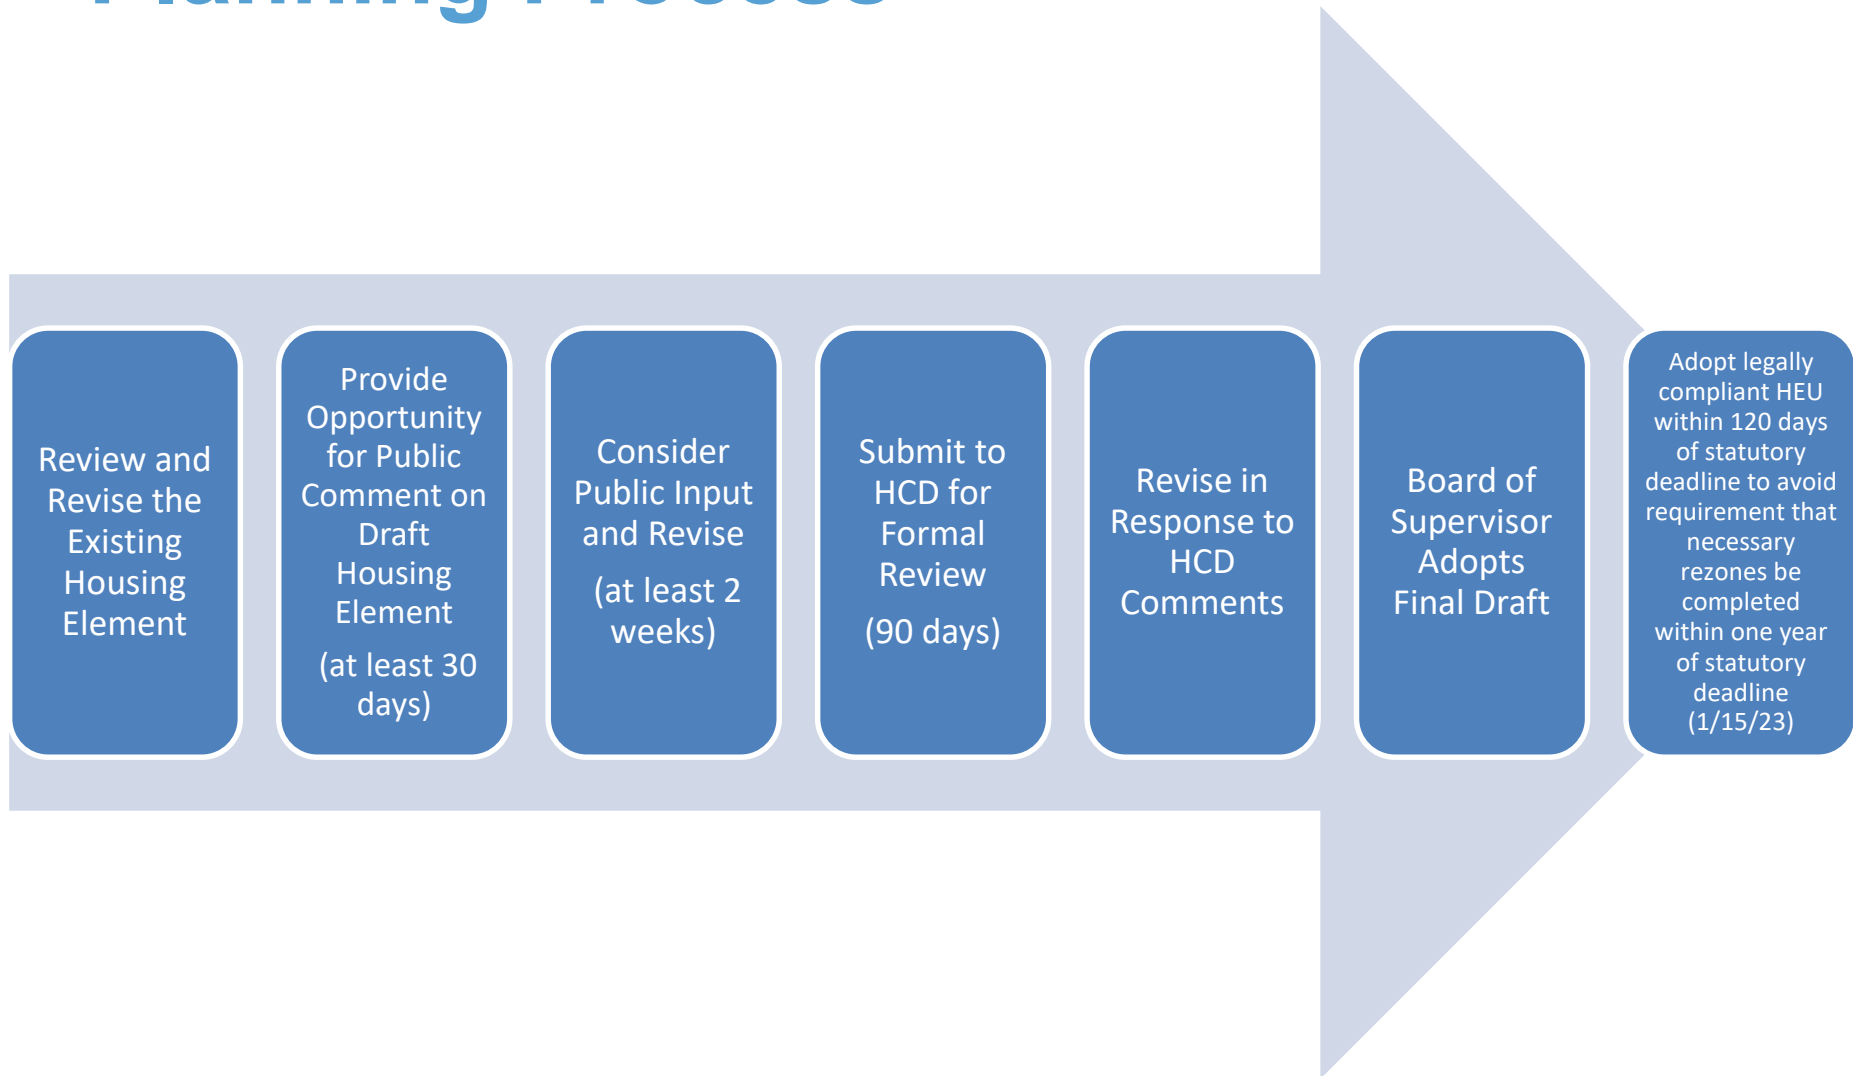 Planning Process
Review and
Revise the
Existing
Housing
Element
Provide
Opportunity
for Public
Comment on
Draft
Housing
Element
(at least 30
days)
Consider
Public Input
and Revise
(at least 2
weeks)
Submit to
HCD for
Formal
Review
(90 days)
Revise in
Response to
HCD
Comments
Board of
Supervisor
Adopts
Final Draft
Adopt legally
compliant HEU
within 120 days
of statutory
deadline to avoid
requirement that
necessary
rezones be
completed
within one year
of statutory
deadline
(1/15/23)